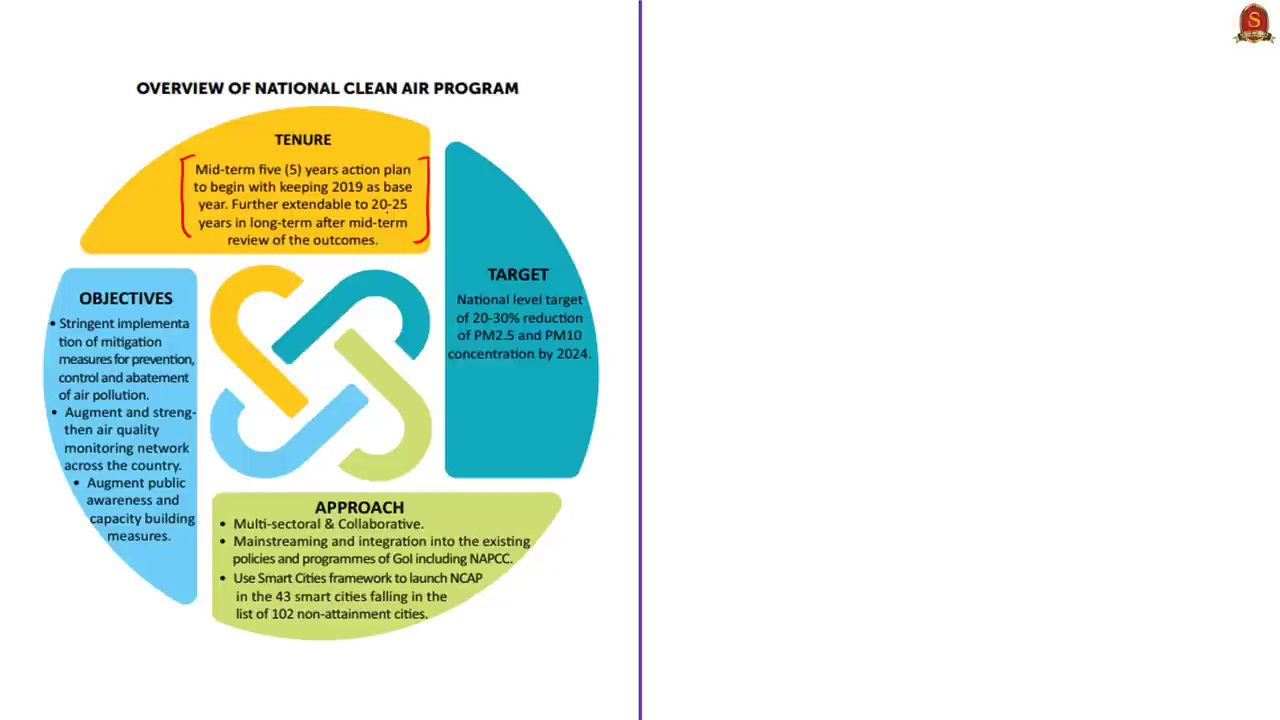 OVERVIEW OF NATIONAL CLEAN AIR PROGRAM
TENURE
Mid-term five (5) years action plan
to begin with keeping 2019 as base
year. Further extendable to 20-25
years in long-term after mid-term
review of the outcomes.
TARGET
National level target
of 20-30% reduction
of PM2.5 and PM10
concentration by 2024.
OBJECTIVES
• Stringent implementa
tion of mitigation
measures for prevention,
control and abatement
of air pollution.
• Augment and streng-
then air quality
monitoring network
across the country.
• Augment public
awareness and
capacity building
measures.
APPROACH
• Multi-sectoral & Collaborative.
• Mainstreaming and integration into the existing
policies and programmes of GoI including NAPCC.
• Use Smart Cities framework to launch NCAP
in the 43 smart cities falling in the
list of 102 non-attainment cities.
S